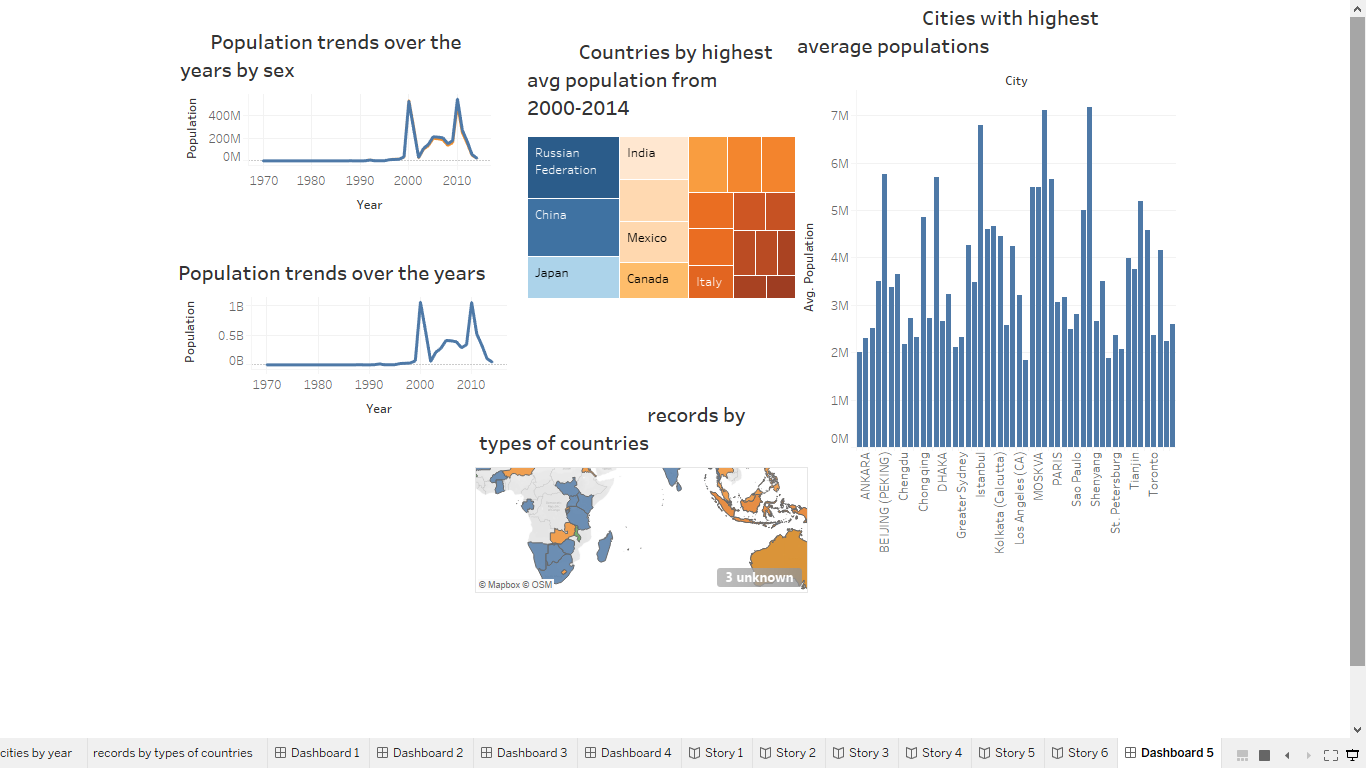 Population trends over the
years by sex
Population
400M
200M
0M
1970
1980
1990
2000
2010
Year
Population trends over the years
Population
1B
0.5B
0B
1970
1980
1990
2000
2010
Year
Countries by highest
avg population from
2000-2014
Russian
Federation
China
Japan
India
Mexico
Canada
Italy
records by
types of countries
© Mapbox © OSM
3 unknown
Cities with highest
average populations
City
Avg. Population
7M
6M
5M
4M
3M
2M
1M
0M
ANKARA
BEIJING (PEKING)
Chengdu
Chongqing
DHAKA
Greater Sydney
Istanbul
Kolkata (Calcutta)
Los Angeles (CA)
MOSKVA
PARIS
Sao Paulo
Shenyang
St. Petersburg
Tianjin
Toronto
cities by year
records by types of countries
Dashboard 1
Dashboard 2
Dashboard 3
Dashboard 4
Story 1
Story 2
Story 3
Story 4
Story 5
Story 6
Dashboard 5